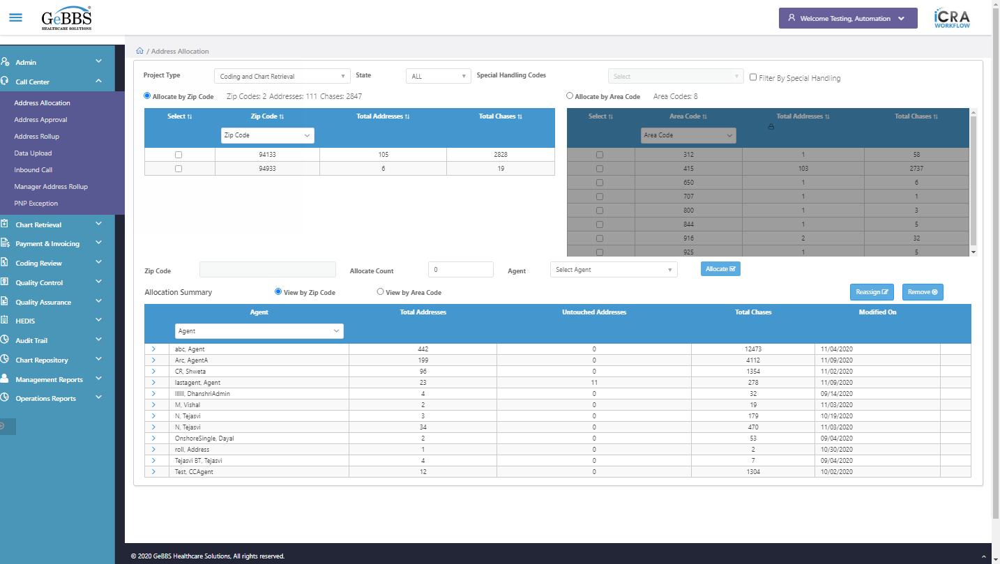 GeBBS
HEALTHCARE SOLUTIONS
Welcome Testing, Automation
iCRA
WORKFLOW
Admin
Call Center
Address Allocation
Address Approval
Address Rollup
Data Upload
Inbound Call
Manager Address Rollup
PNP Exception
Chart Retrieval
Payment & Invoicing
Coding Review
Quality Control
Quality Assurance
HEDIS
Audit Trail
Chart Repository
Management Reports
Operations Reports
/ Address Allocation
Project Type Coding and Chart Retrieval State ALL Special Handling Codes Select Filter By Special Handling
Allocate by Zip Code Zip Codes: 2 Addresses: 111 Chases: 2847
Select Zip Code Total Addresses Total Chases
Zip Code
94133 105 2828
94933 6 19
Allocate by Area Code Area Codes: 8
Select Area Code Total Addresses Total Chases
Area Code
312 1 58
415 103 2737
650 1 6
707 1 1
800 1 3
844 1 5
916 2 32
925 1 5
Zip Code Allocate Count 0 Agent Select Agent Allocate
Allocation Summary View by Zip Code View by Area Code Reassign Remove
Agent Total Addresses Untouched Addresses Total Chases Modified On
Agent
abc, Agent 442 0 12473 11/04/2020
Arc, AgentA 199 0 4112 11/09/2020
CR, Shweta 96 0 1354 11/02/2020
lastagent, Agent 23 11 278 11/09/2020
DhanshriAdmin 4 0 32 09/14/2020
M, Vishal 2 0 19 11/03/2020
N, Tejasvi 3 0 179 10/19/2020
N, Tejasvi 34 0 470 11/03/2020
OnshoreSingle, Dayal 2 0 53 09/04/2020
roll, Address 1 0 2 10/30/2020
Tejasvi BT, Tejasvi 4 0 7 09/04/2020
Test, CCAgent 12 0 1304 10/02/2020
© 2020 GeBBS Healthcare Solutions, All rights reserved.